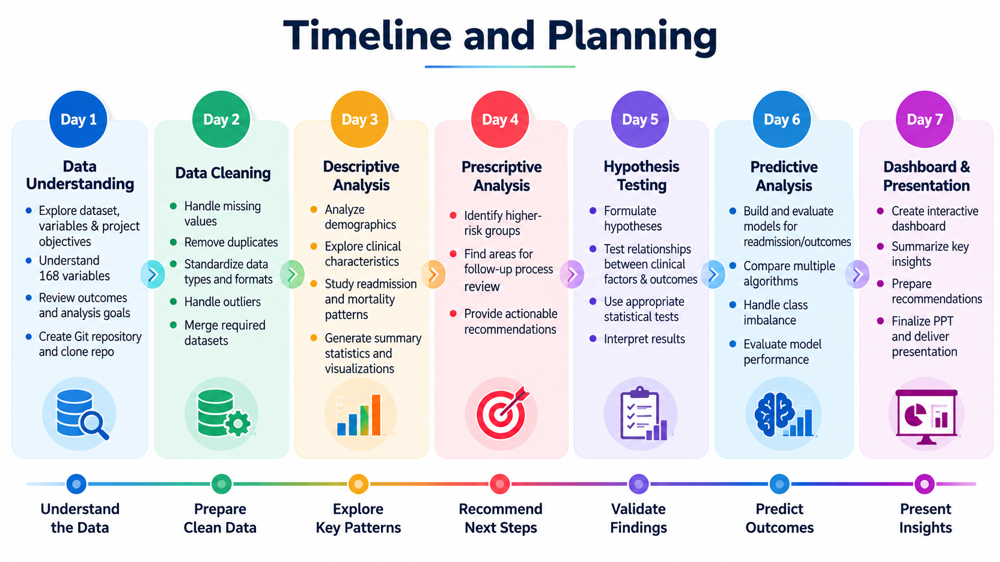 Timeline and Planning
Day 1
Data
Understanding
Explore dataset,
variables & project
objectives
Understand
168 variables
Review outcomes
and analysis goals
Create Git repository
and clone repo
Day 2
Data Cleaning
Handle missing
values
Remove duplicates
Standardize data
types and formats
Handle outliers
Merge required
datasets
Day 3
Descriptive
Analysis
Analyze
demographics
Explore clinical
characteristics
Study readmission
and mortality
patterns
Generate summary
statistics and
visualizations
Day 4
Prescriptive
Analysis
Identify higher-
risk groups
Find areas for
follow-up process
review
Provide actionable
recommendations
Day 5
Hypothesis
Testing
Formulate
hypotheses
Test relationships
between clinical
factors & outcomes
Use appropriate
statistical tests
Interpret results
Day 6
Predictive
Analysis
Build and evaluate
models for
readmission/outcomes
Compare multiple
algorithms
Handle class
imbalance
Evaluate model
performance
Day 7
Dashboard &
Presentation
Create interactive
dashboard
Summarize key
insights
Prepare
recommendations
Finalize PPT
and deliver
presentation
Understand
the Data
Prepare
Clean Data
Explore
Key Patterns
Recommend
Next Steps
Validate
Findings
Predict
Outcomes
Present
Insights